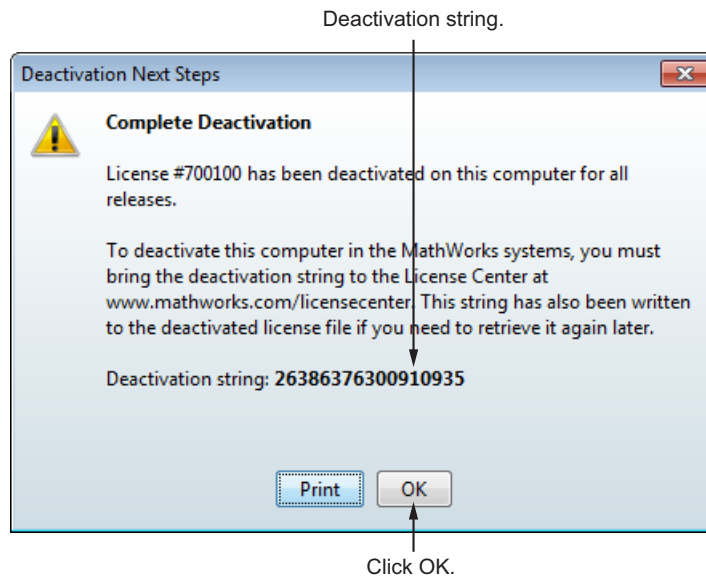 Deactivation string.
Deactivation Next Steps
Complete Deactivation
License #700100 has been deactivated on this computer for all
releases.
To deactivate this computer in the MathWorks systems, you must
bring the deactivation string to the License Center at
www.mathworks.com/licensecenter. This string has also been written
to the deactivated license file if you need to retrieve it again later.
Deactivation string: 26386376300910935
Print OK
Click OK.